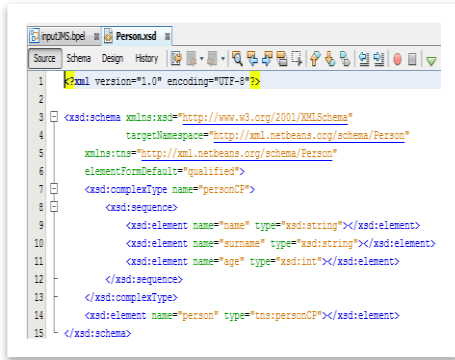 inputJMS.bpel Person.xsd
Source Schema Design History
1 <?xml version="1.0" encoding="UTF-8"?>
2
3 <xsd:schema xmlns:xsd="http://www.w3.org/2001/XMLSchema"
4 targetNamespace="http://xml.netbeans.org/schema/Person"
5 xmlns:tns="http://xml.netbeans.org/schema/Person"
6 elementFormDefault="qualified">
7 <xsd:complexType name="personCP">
8 <xsd:sequence>
9 <xsd:element name="name" type="xsd:string"></xsd:element>
10 <xsd:element name="surname" type="xsd:string"></xsd:element>
11 <xsd:element name="age" type="xsd:int"></xsd:element>
12 </xsd:sequence>
13 </xsd:complexType>
14 <xsd:element name="person" type="tns:personCP"></xsd:element>
15 </xsd:schema>